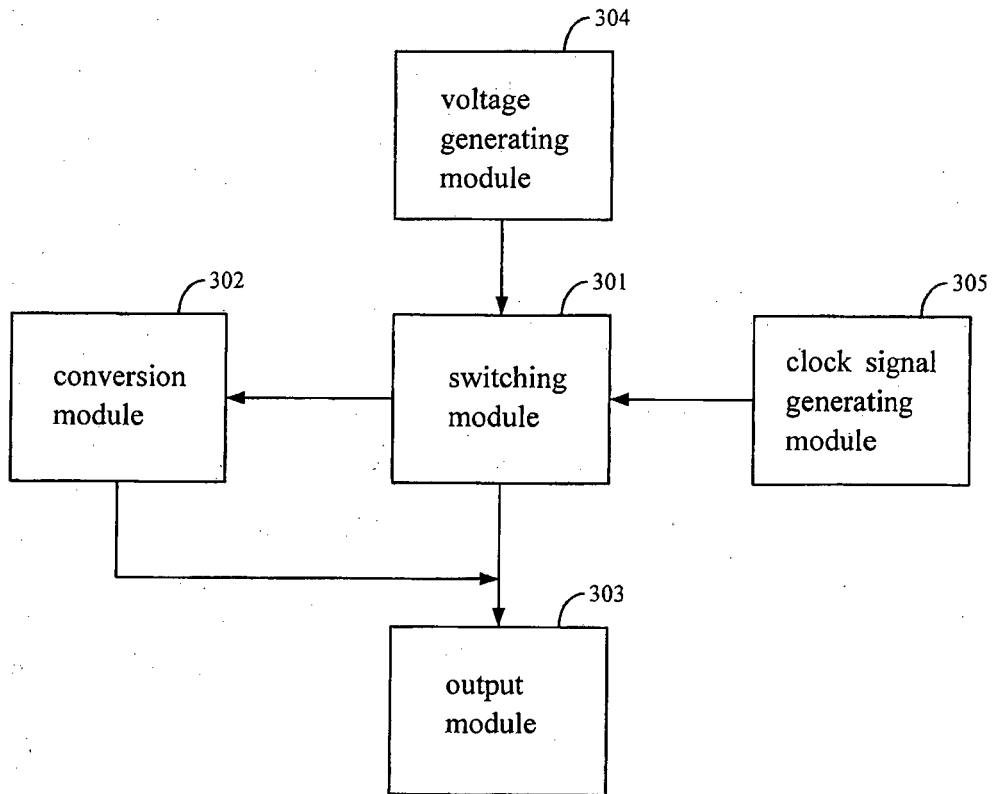 304
voltage
generating
module
302
conversion
module
301
switching
module
305
clock signal
generating
module
303
output
module